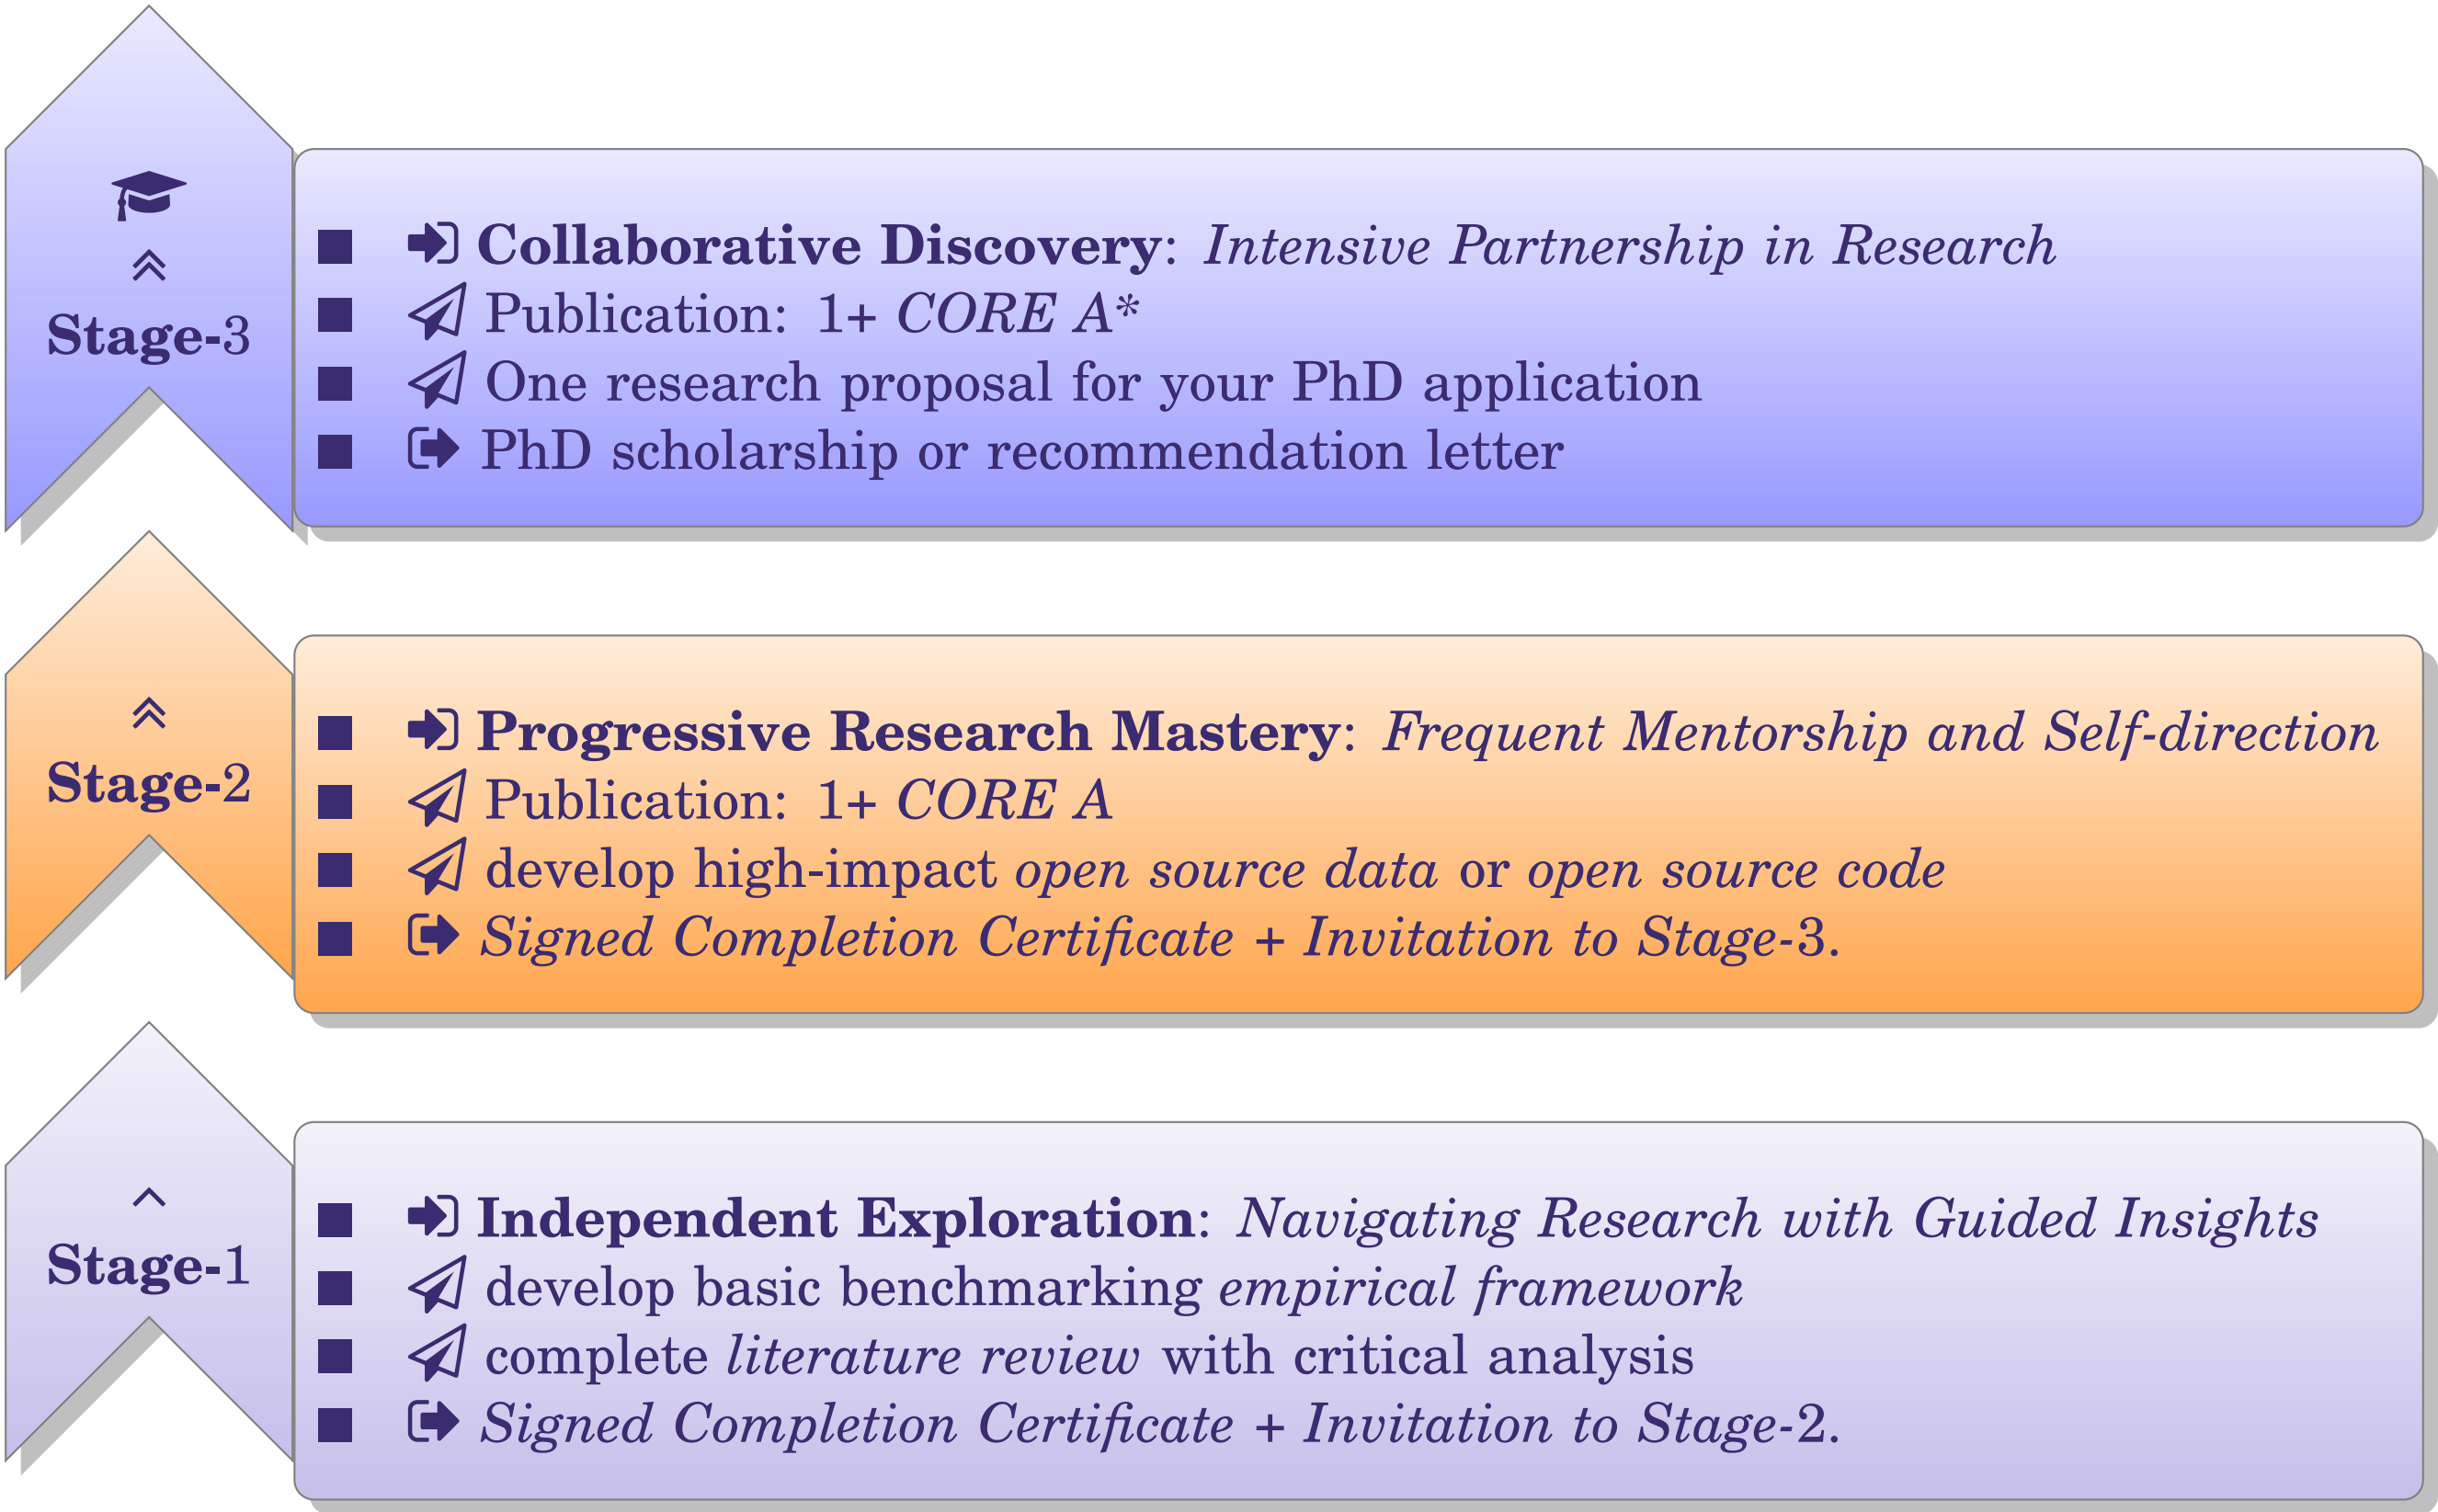 Stage-3
Collaborative Discovery: Intensive Partnership in Research
Publication: 1+ CORE A*
One research proposal for your PhD application
PhD scholarship or recommendation letter
Stage-2
Progressive Research Mastery: Frequent Mentorship and Self-direction
Publication: 1+ CORE A
develop high-impact open source data or open source code
Signed Completion Certificate + Invitation to Stage-3.
Stage-1
Independent Exploration: Navigating Research with Guided Insights
develop basic benchmarking empirical framework
complete literature review with critical analysis
Signed Completion Certificate + Invitation to Stage-2.